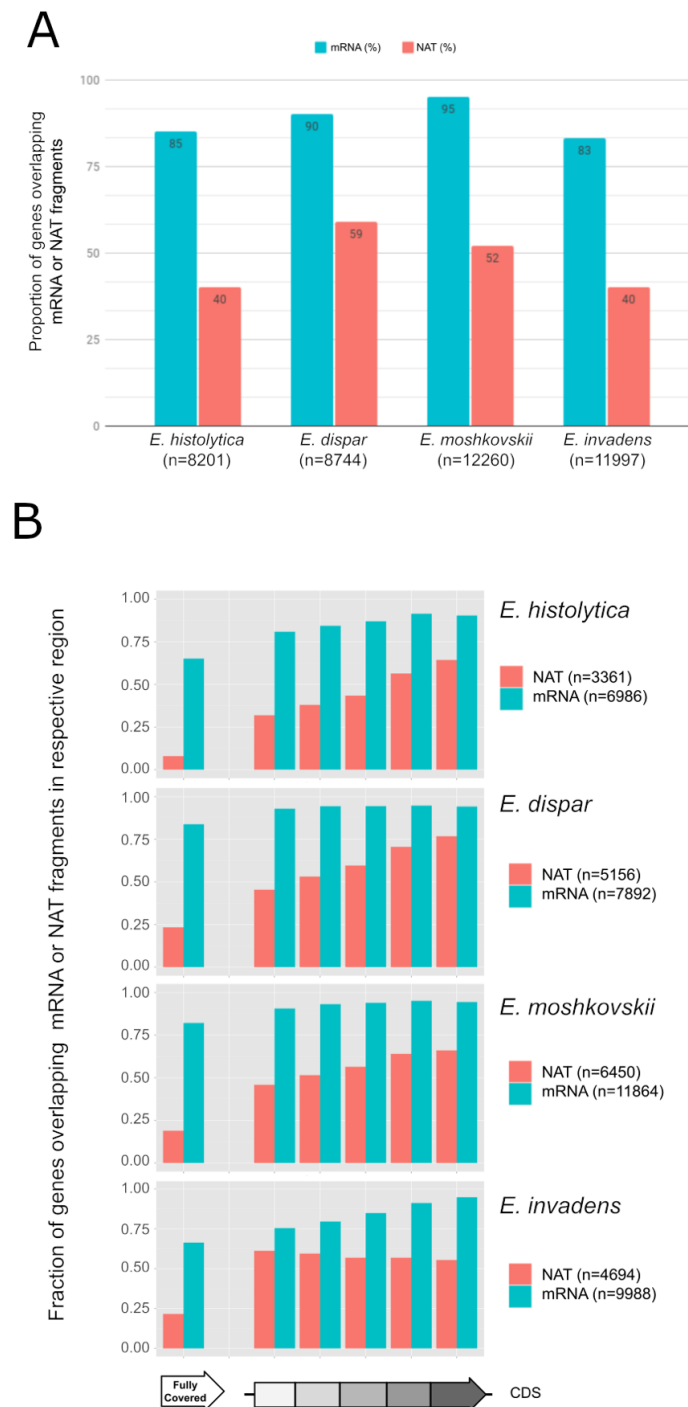 A
mRNA (%) NAT (%)
Proportion of genes overlapping
mRNA or NAT fragments
100
75
50
25
0
85
40
90
59
95
52
83
40
E. histolytica
(n=8201)
E. dispar
(n=8744)
E. moshkovskii
(n=12260)
E. invadens
(n=11997)
B
Fraction of genes overlapping mRNA or NAT fragments in respective region
1.00
0.75
0.50
0.25
0.00
E. histolytica
NAT (n=3361)
mRNA (n=6986)
1.00
0.75
0.50
0.25
0.00
E. dispar
NAT (n=5156)
mRNA (n=7892)
1.00
0.75
0.50
0.25
0.00
E. moshkovskii
NAT (n=6450)
mRNA (n=11864)
1.00
0.75
0.50
0.25
0.00
E. invadens
NAT (n=4694)
mRNA (n=9988)
Fully
Covered
CDS